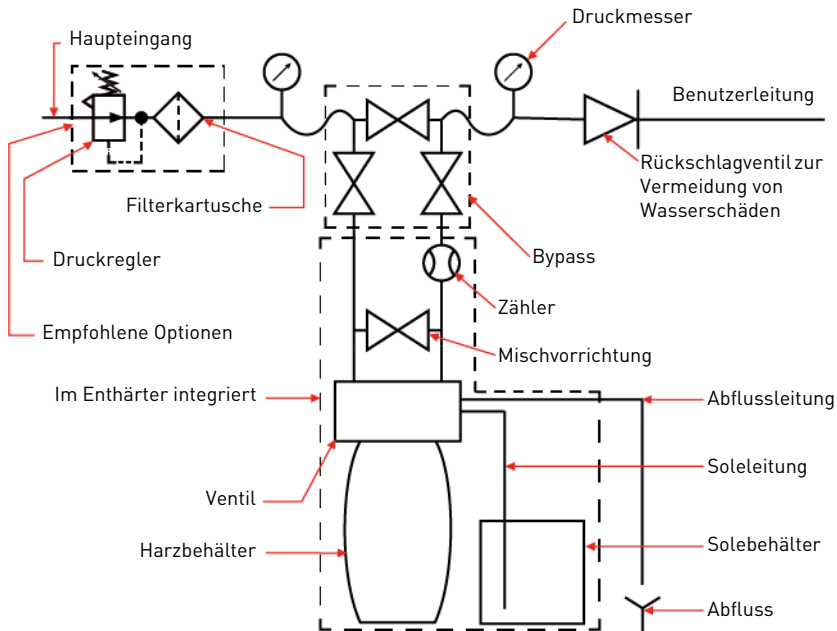 Druckmesser
Haupteingang
Benutzerleitung
Rückschlagventil zur
Vermeidung von
Wasserschäden
Filterkartusche
Bypass
Druckregler
Zähler
Empfohlene Optionen
Mischvorrichtung
Im Enthärter integriert
Abflussleitung
Soleleitung
Ventil
Harzbehälter
Solebehälter
Abfluss